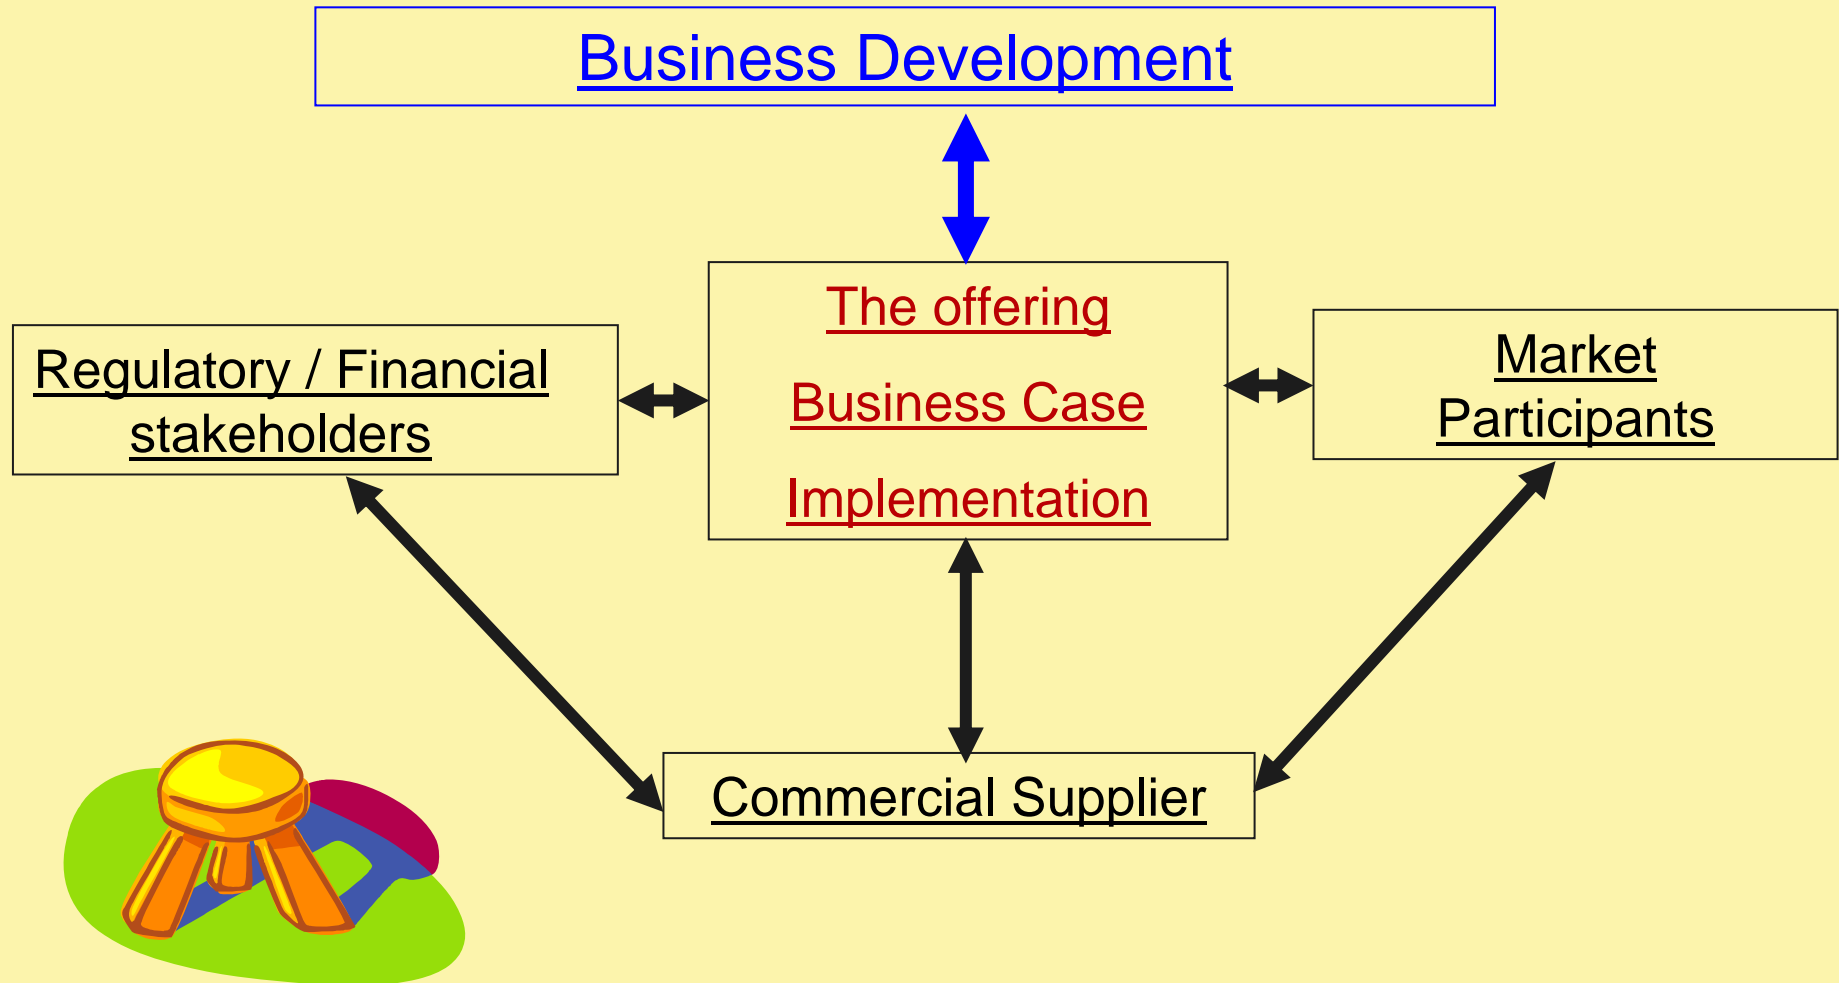 Business Development
The offering
Business Case
Implementation
Regulatory / Financial
stakeholders
Market
Participants
Commercial Supplier